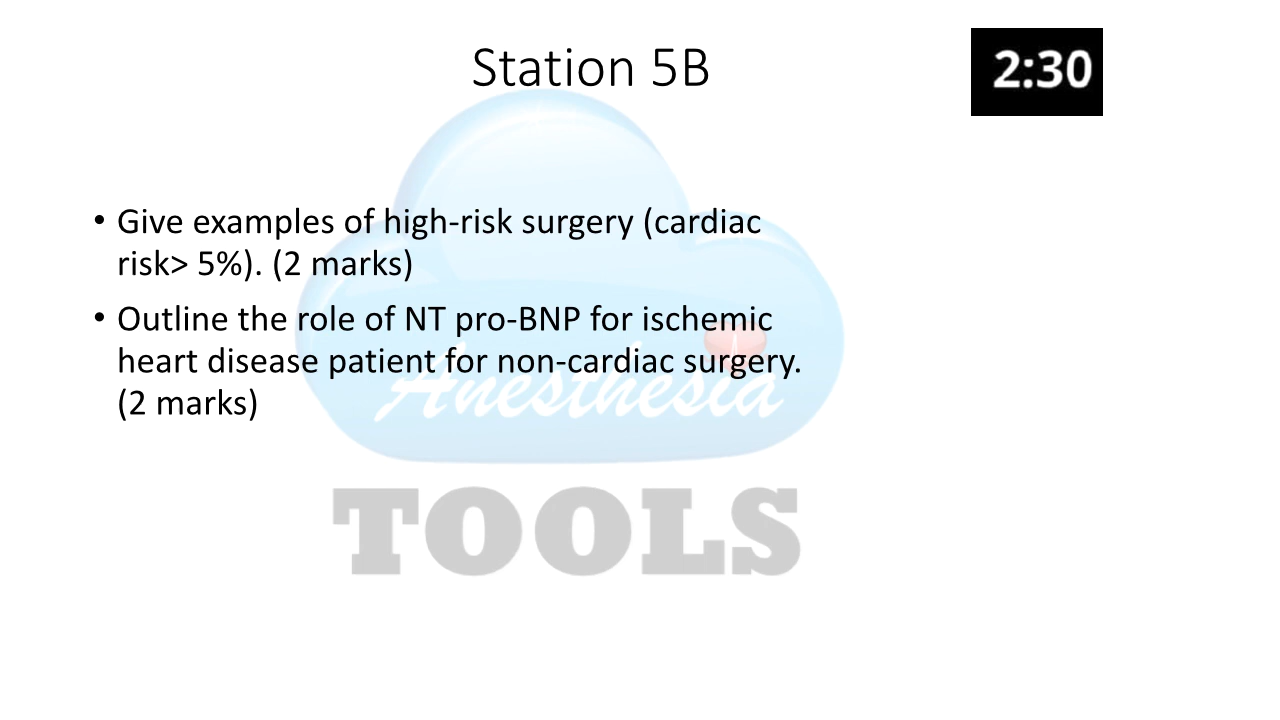 Station 5B
2:30
• Give examples of high-risk surgery (cardiac
risk> 5%). (2 marks)
• Outline the role of NT pro-BNP for ischemic
heart disease patient for non-cardiac surgery.
(2 marks)
Anesthesia
TOOLS